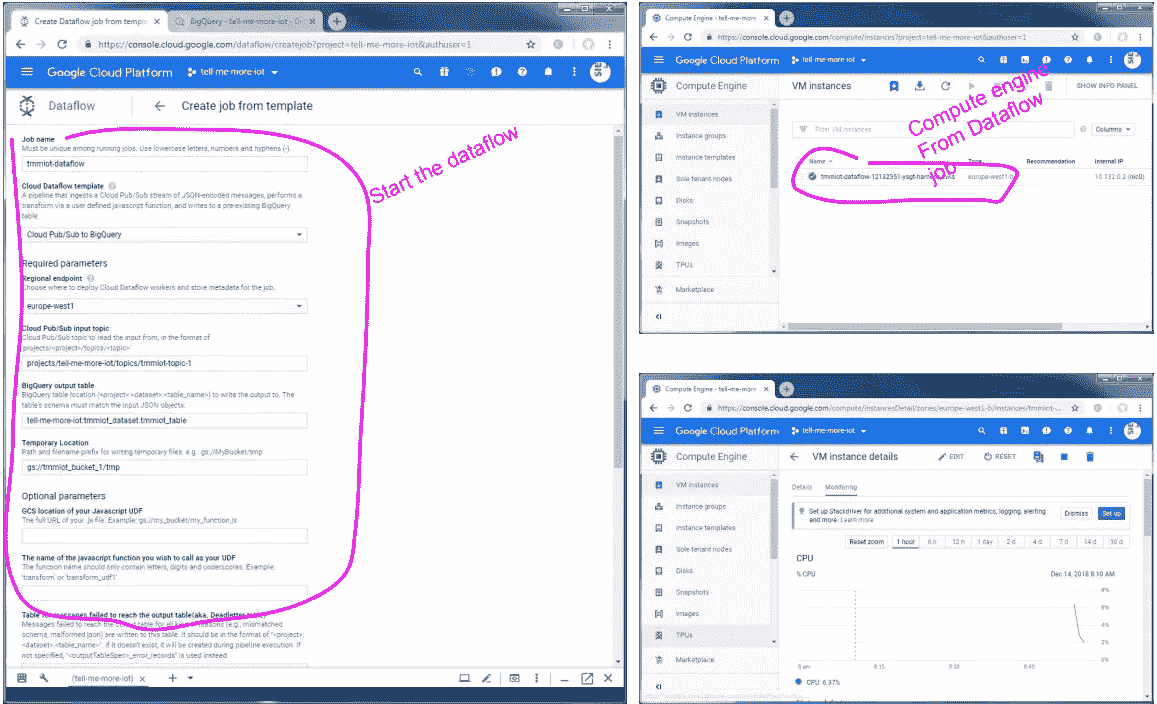 Create Dataflow job from templa
BigQuery - tell-me-more-iot - G
https://console.cloud.google.com/dataflow/createjob?project=tell-me-more-iot&authuser=1
Google Cloud Platform
tell-me-more-iot
Dataflow
Create job from template
Job name
Must be unique among running jobs. Use lowercase letters, numbers and hyphens (-).
tmmiot-dataflow
Cloud Dataflow template
A pipeline that ingests a Cloud Pub/Sub stream of JSON-encoded messages, performs a
transform via a user defined javascript function, and writes to a pre-existing BigQuery
table.
Cloud Pub/Sub to BigQuery
Required parameters
Regional endpoint
Choose where to deploy Cloud Dataflow workers and store metadata for the job.
europe-west1
Cloud Pub/Sub input topic
Cloud Pub/Sub topic to read the input from, in the format of
'projects/<project>/topics/<topic>'
projects/tell-me-more-iot/topics/tmmiot-topic-1
BigQuery output table
BigQuery table location (<project>:<dataset>.<table_name>) to write the output to. The
table's schema must match the input JSON objects.
tell-me-more-iot:tmmiot_dataset.tmmiot_table
Temporary Location
Path and filename prefix for writing temporary files. e.g.: gs://MyBucket/tmp
gs://tmmiot_bucket_1/tmp
Optional parameters
GCS location of your Javascript UDF
The full URL of your .js file. Example: gs://my_bucket/my_function.js
The name of the javascript function you wish to call as your UDF
The function name should only contain letters, digits and underscores. Example:
'transform' or 'transform_udf1'.
Table for messages failed to reach the output table(aka. Deadletter table)
Messages failed to reach the output table for all kind of reasons (e.g., mismatched
schema, malformed json) are written to this table. It should be in the format of "<project>:
<dataset>.<table_name>". If it doesn't exist, it will be created during pipeline execution. If
not specified, "<outputTableSpec>_error_records" is used instead.
(tell-me-more-iot)
Start the dataflow
Compute Engine - tell-me-more
https://console.cloud.google.com/compute/instances?project=tell-me-more-iot&authuser=1
Google Cloud Platform
tell-me-more-iot
Compute Engine
VM instances
SHOW INFO PANEL
VM instances
Instance groups
Instance templates
Sole tenant nodes
Disks
Snapshots
Images
TPUs
Marketplace
Filter VM instances
Columns
Name
Zone
Recommendation
Internal IP
europe-west1-b
10.132.0.2 (nic0)
Compute engine
From Dataflow
job
Compute Engine - tell-me-more
https://console.cloud.google.com/compute/instancesDetail/zones/europe-west1-b/instances/tmmiot-...
Google Cloud Platform
tell-me-more-iot
Compute Engine
VM instance details
EDIT
RESET
VM instances
Instance groups
Instance templates
Sole tenant nodes
Disks
Snapshots
Images
TPUs
Marketplace
Details
Monitoring
Set up Stackdriver for additional system and application metrics, logging, alerting
and more. Learn more
Dismiss
Set up
Reset zoom
1 hour
6 h
12 h
1 day
2 d
4 d
7 d
14 d
30 d
CPU
% CPU
Dec 14, 2018 8:10 AM
8%
6%
4%
2%
0%
8 am
8:15
8:30
8:45
CPU: 6.37%